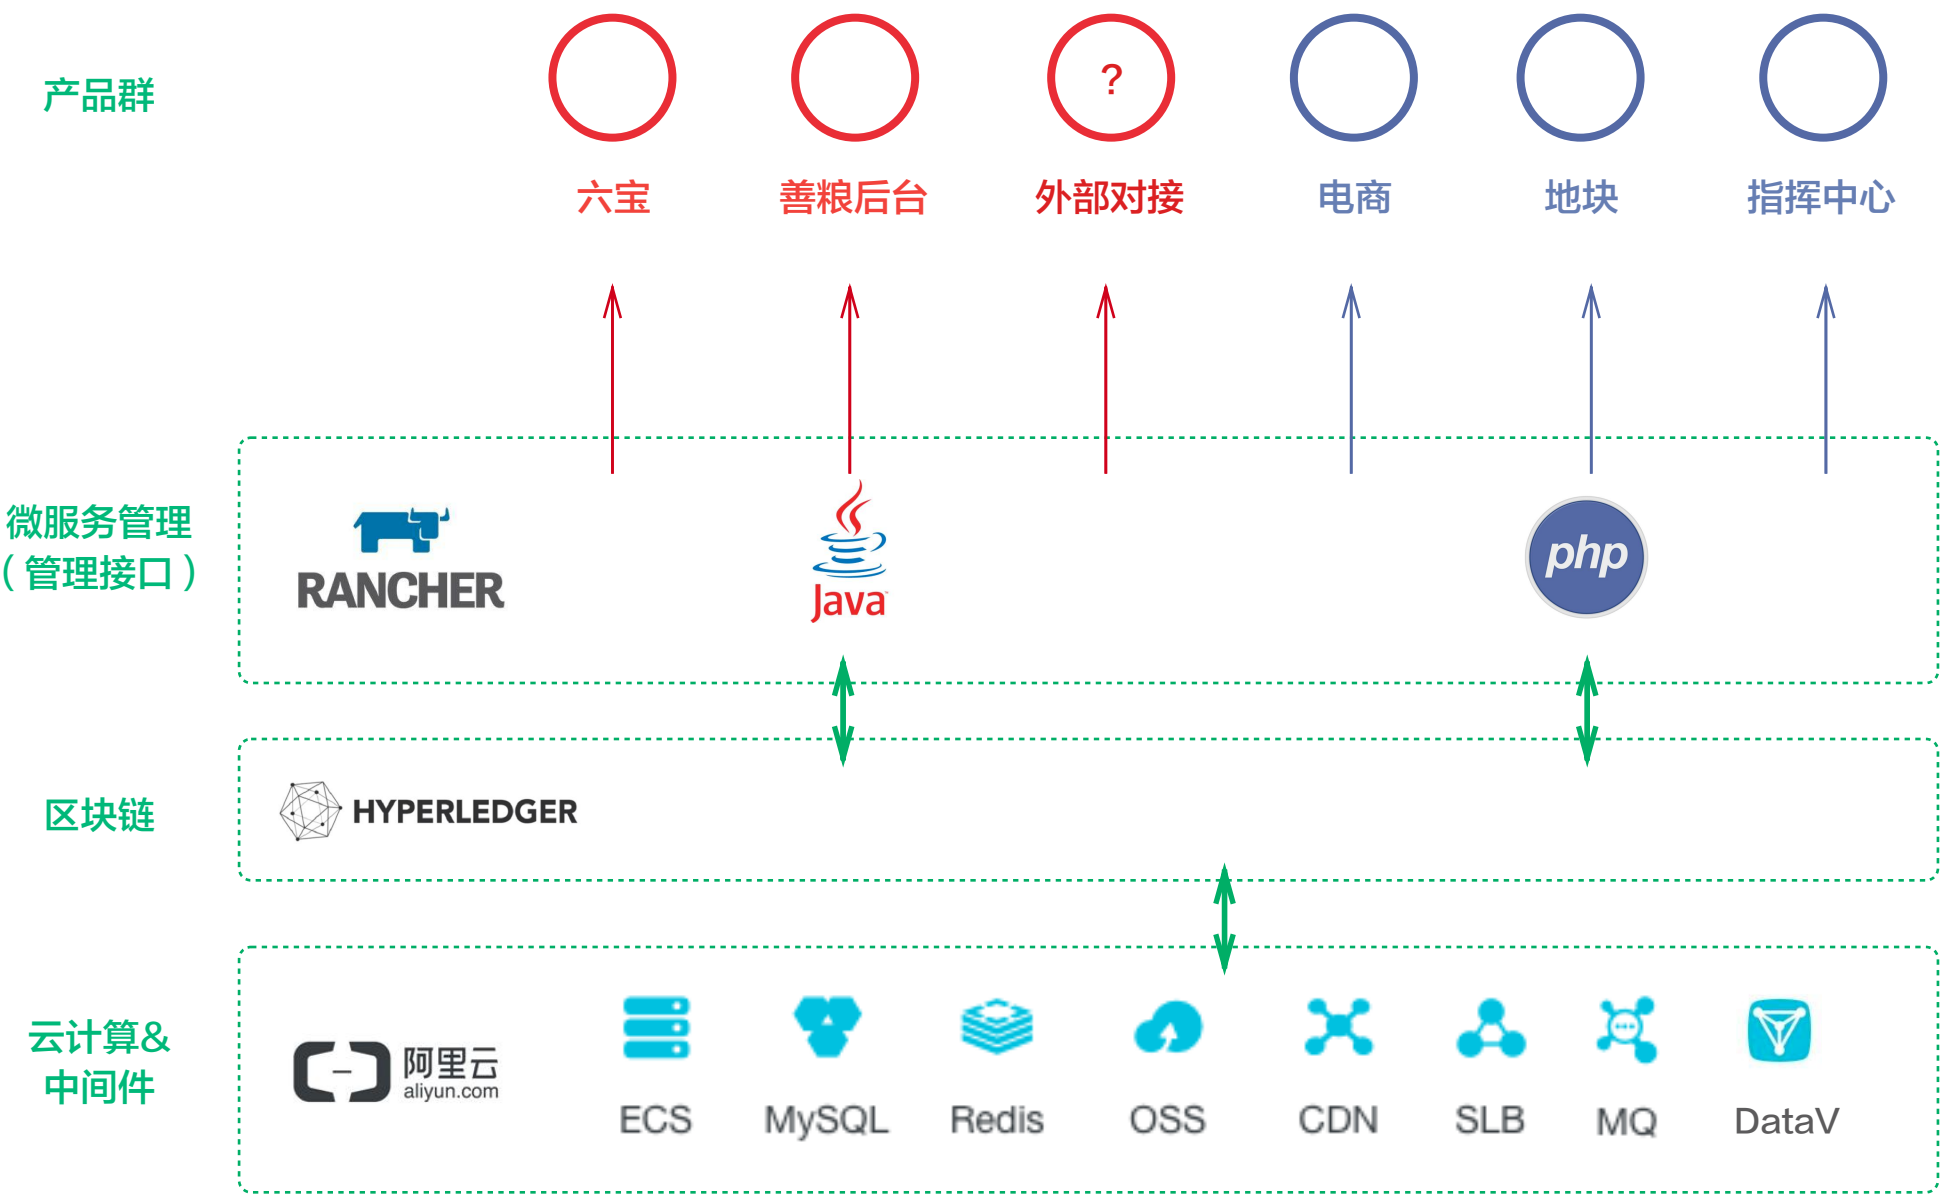 产品群
?
六宝
善粮后台
外部对接
电商
地块
指挥中心
微服务管理
（管理接口）
RANCHER
Java
php
区块链
HYPERLEDGER
云计算&
中间件
阿里云
aliyun.com
ECS
MySQL
Redis
OSS
CDN
SLB
MQ
DataV